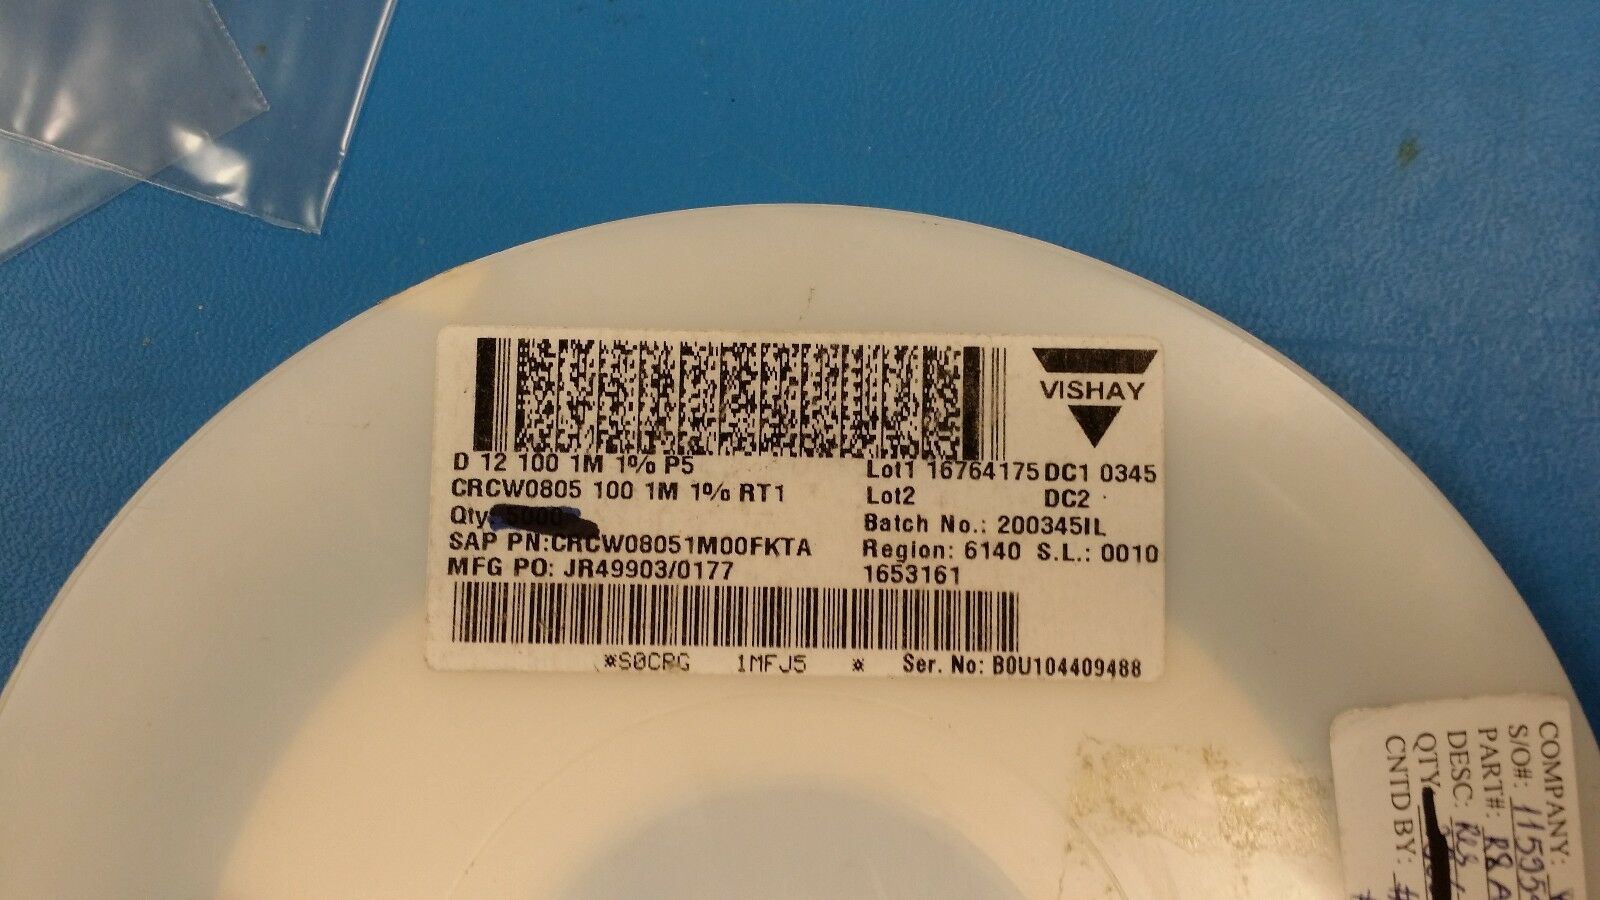 VISHAY
D 12 100 1M 1% P5
CRCW0805 100 1M 1% RT1
Qty 5000
SAP PN:CRCW08051M00FKTA
MFG PO: JR49903/0177
Lot1 16764175 DC1 0345
Lot2 DC2
Batch No.: 200345IL
Region: 6140 S.L.: 0010
1653161
*S0CRG 1MFJ5 * Ser. No: B0U104409488
COMPANY:
S/O#:
PART#:
DESC:
QTY
CNTD BY: